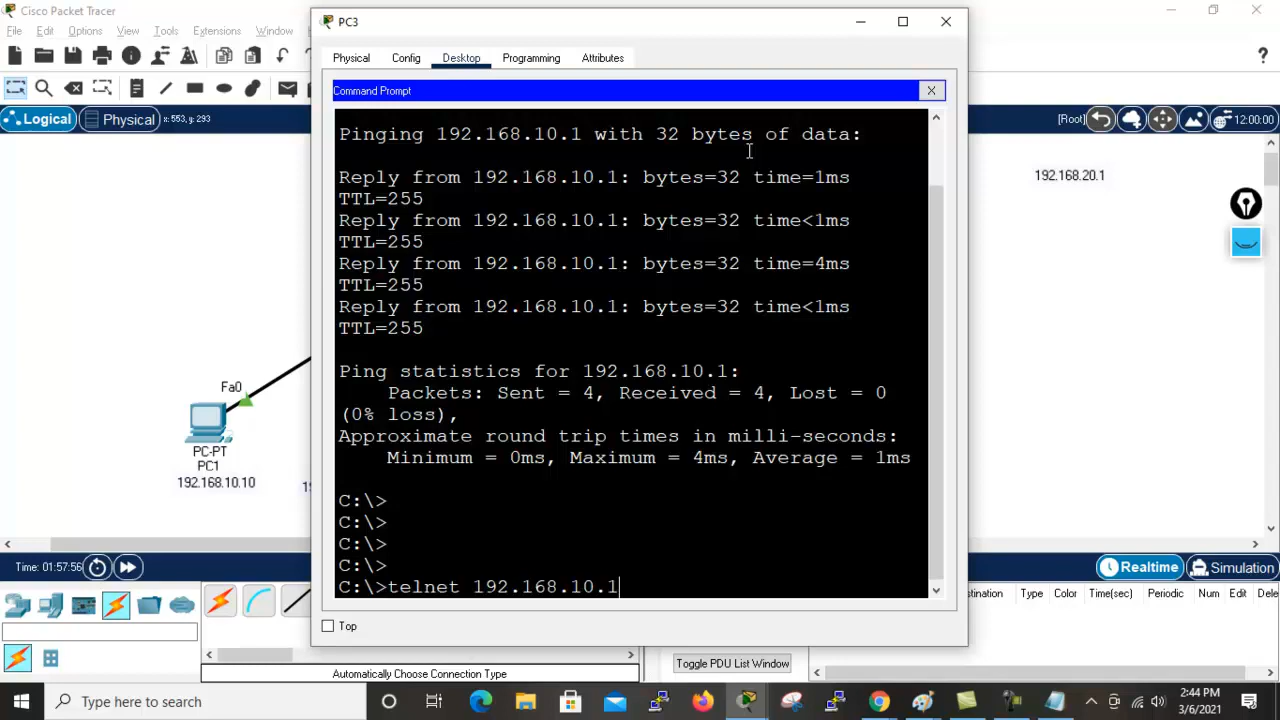 Cisco Packet Tracer
File Edit Options View Tools Extensions Window
Logical Physical x: 553, y: 293
[Root] 12:00:00
192.168.20.1
Fa0
PC-PT
PC1
192.168.10.10
PC3
Physical Config Desktop Programming Attributes
Command Prompt X
Pinging 192.168.10.1 with 32 bytes of data:
Reply from 192.168.10.1: bytes=32 time=1ms
TTL=255
Reply from 192.168.10.1: bytes=32 time<1ms
TTL=255
Reply from 192.168.10.1: bytes=32 time=4ms
TTL=255
Reply from 192.168.10.1: bytes=32 time<1ms
TTL=255
Ping statistics for 192.168.10.1:
Packets: Sent = 4, Received = 4, Lost = 0
(0% loss),
Approximate round trip times in milli-seconds:
Minimum = 0ms, Maximum = 4ms, Average = 1ms
C:\>
C:\>
C:\>
C:\>
C:\>telnet 192.168.10.1
Top
Time: 01:57:56
Realtime Simulation
stination Type Color Time(sec) Periodic Num Edit Dele
Automatically Choose Connection Type
Toggle PDU List Window
Type here to search
2:44 PM
3/6/2021